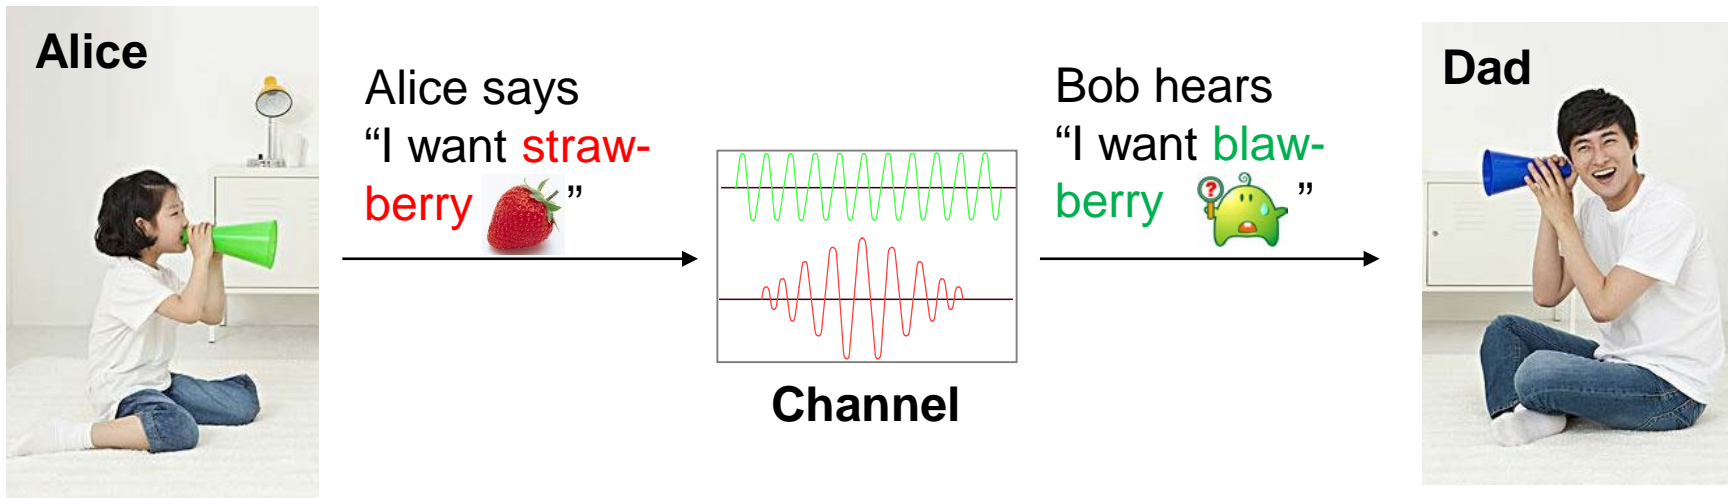 Alice
Alice says
“I want straw-
berry ”
Channel
Bob hears
“I want blaw-
berry ? ”
Dad